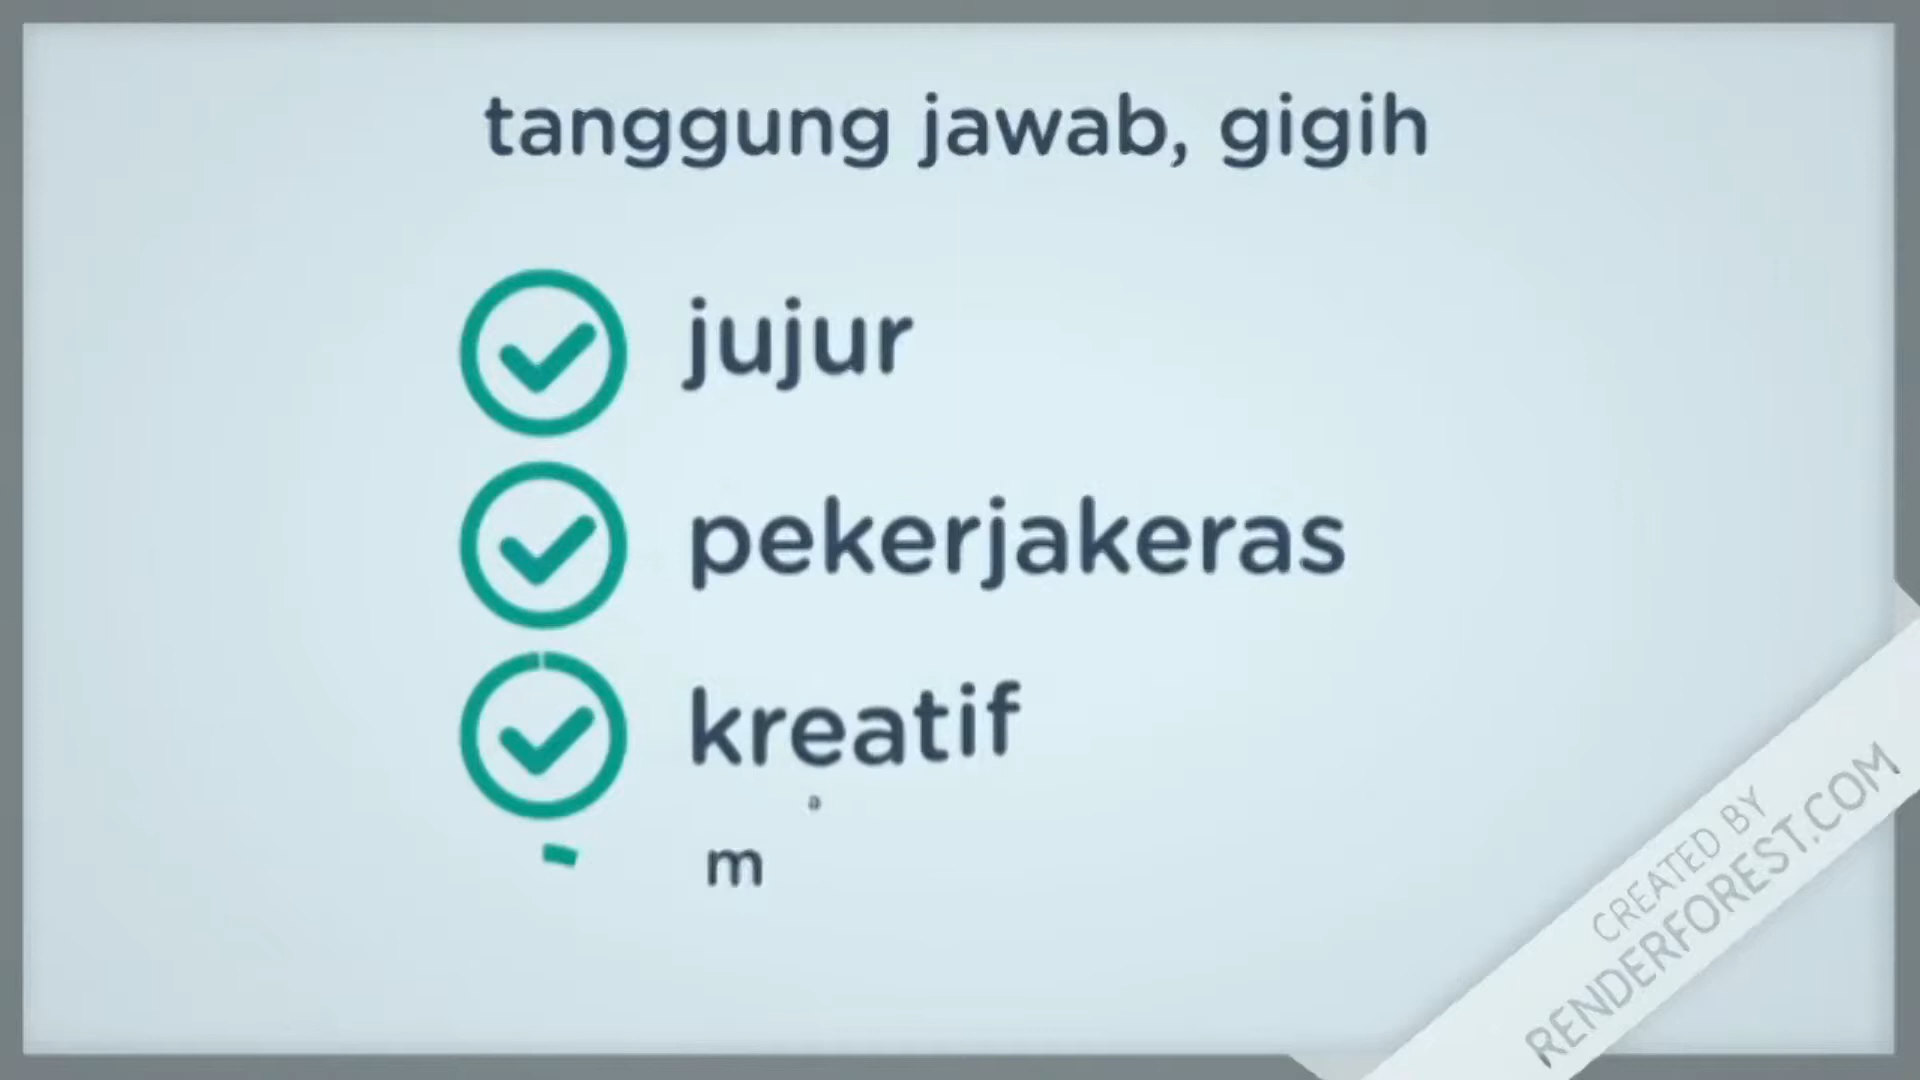 tanggung jawab, gigih
jujur
pekerjakeras
kreatif
a
m
CREATED BY
RENDERFOREST.COM